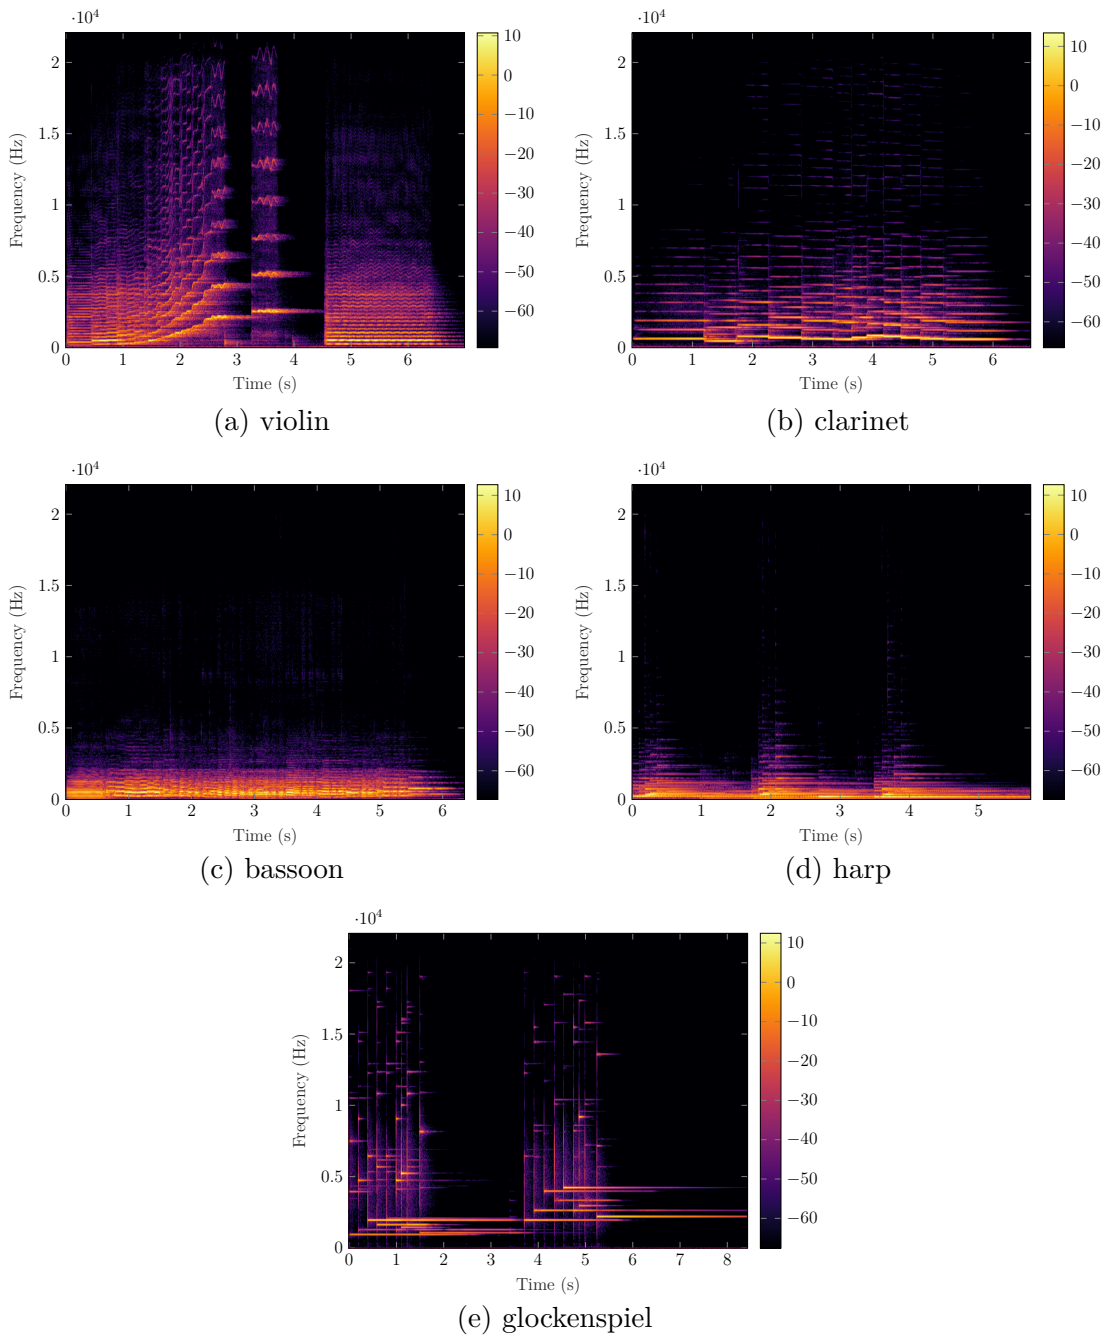 ·10⁴ ·10⁴
2 1.5 1 0.5 0 Frequency (Hz) 10 0 −10 −20 −30 −40 −50 −60 2 1.5 1 0.5 0 Frequency (Hz) 10 0 −10 −20 −30 −40 −50 −60
0 1 2 3 4 5 6 0 1 2 3 4 5 6
Time (s) Time (s)
(a) violin (b) clarinet
·10⁴ ·10⁴
2 1.5 1 0.5 0 Frequency (Hz) 10 0 −10 −20 −30 −40 −50 −60 2 1.5 1 0.5 0 Frequency (Hz) 10 0 −10 −20 −30 −40 −50 −60
0 1 2 3 4 5 6 0 1 2 3 4 5
Time (s) Time (s)
(c) bassoon (d) harp
·10⁴
2 1.5 1 0.5 0 Frequency (Hz) 10 0 −10 −20 −30 −40 −50 −60
0 1 2 3 4 5 6 7 8
Time (s)
(e) glockenspiel